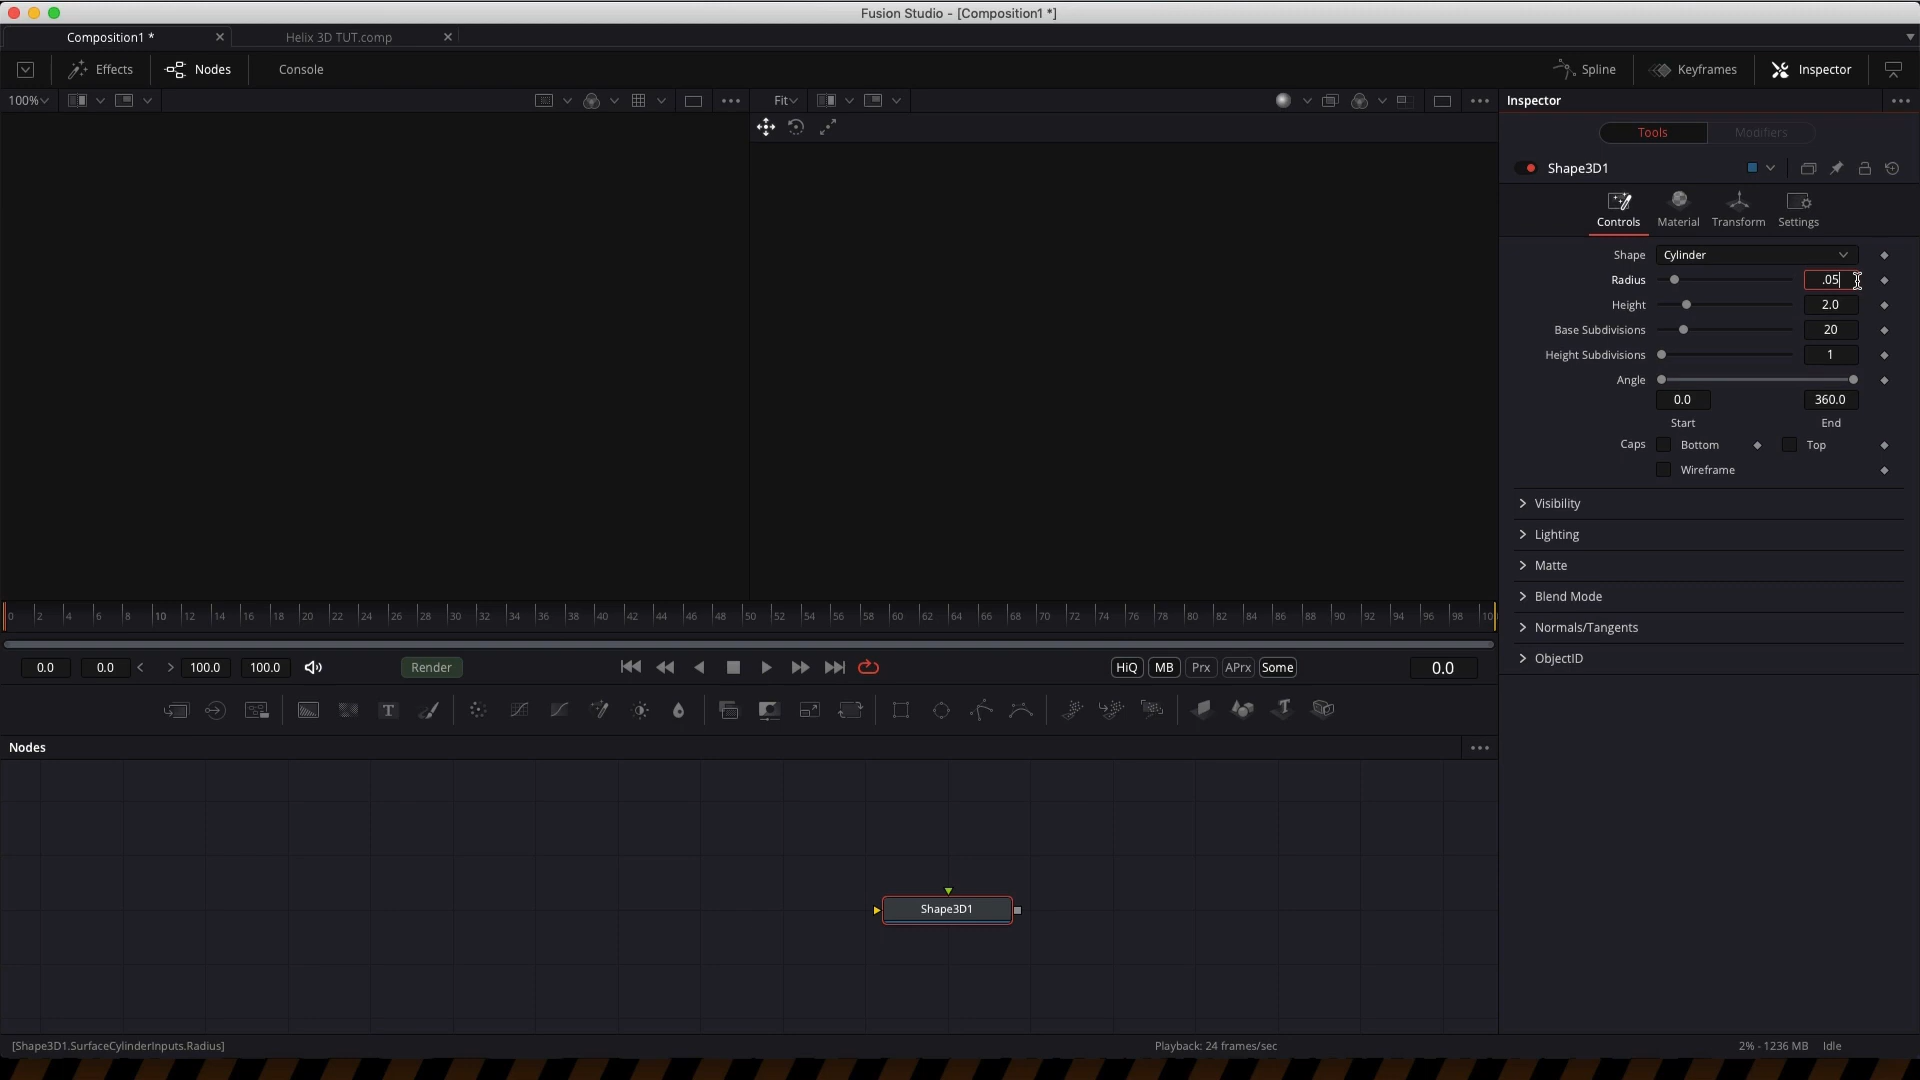 Fusion Studio - [Composition1 *]
Composition1 *
Helix 3D TUT.comp
Effects
Nodes
Console
Spline
Keyframes
Inspector
100%
Fit
Inspector
Tools
Modifiers
Shape3D1
Controls
Material
Transform
Settings
Shape
Cylinder
Radius
.05
Height
2.0
Base Subdivisions
20
Height Subdivisions
1
Angle
0.0
360.0
Start
End
Caps
Bottom
Top
Wireframe
Visibility
Lighting
Matte
Blend Mode
Normals/Tangents
ObjectID
0 2 4 6 8 10 12 14 16 18 20 22 24 26 28 30 32 34 36 38 40 42 44 46 48 50 52 54 56 58 60 62 64 66 68 70 72 74 76 78 80 82 84 86 88 90 92 94 96 98 10
0.0
0.0
100.0
100.0
Render
HiQ
MB
Prx
APrx
Some
0.0
Nodes
Shape3D1
[Shape3D1.SurfaceCylinderInputs.Radius]
Playback: 24 frames/sec
2% - 1236 MB
Idle